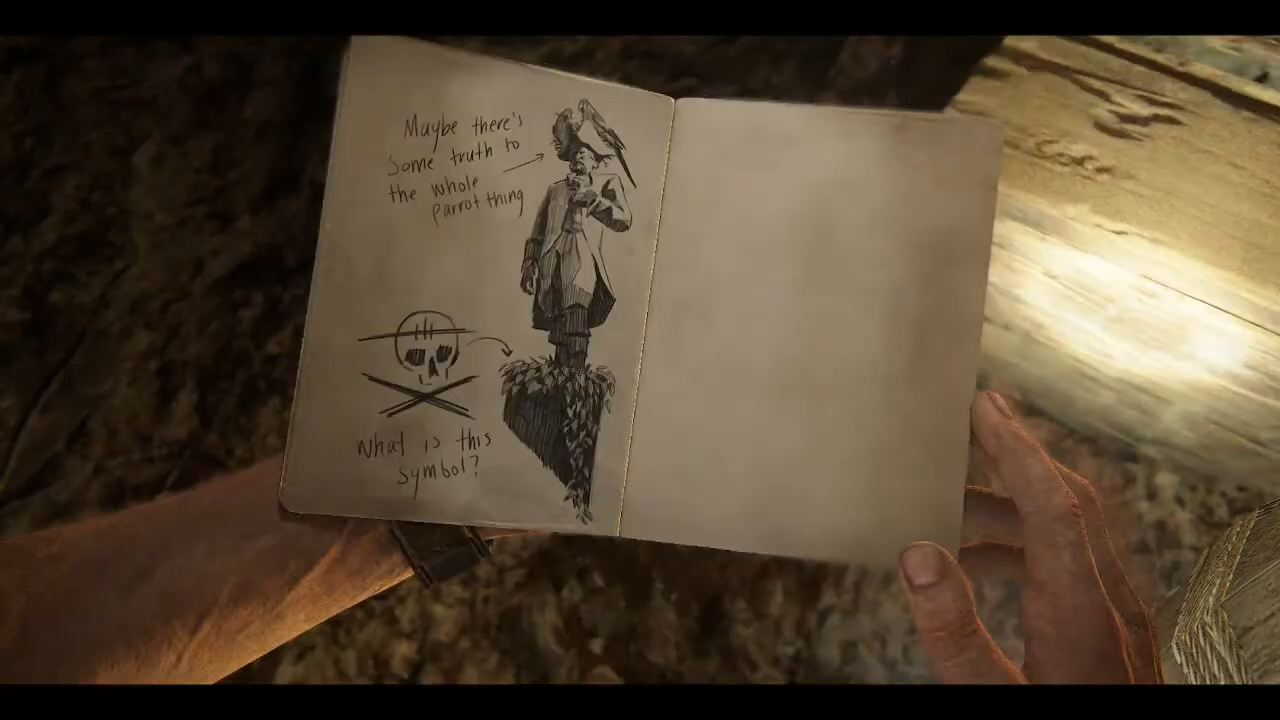 Maybe there's
Some truth to
the whole
parrot thing
What is this
symbol?